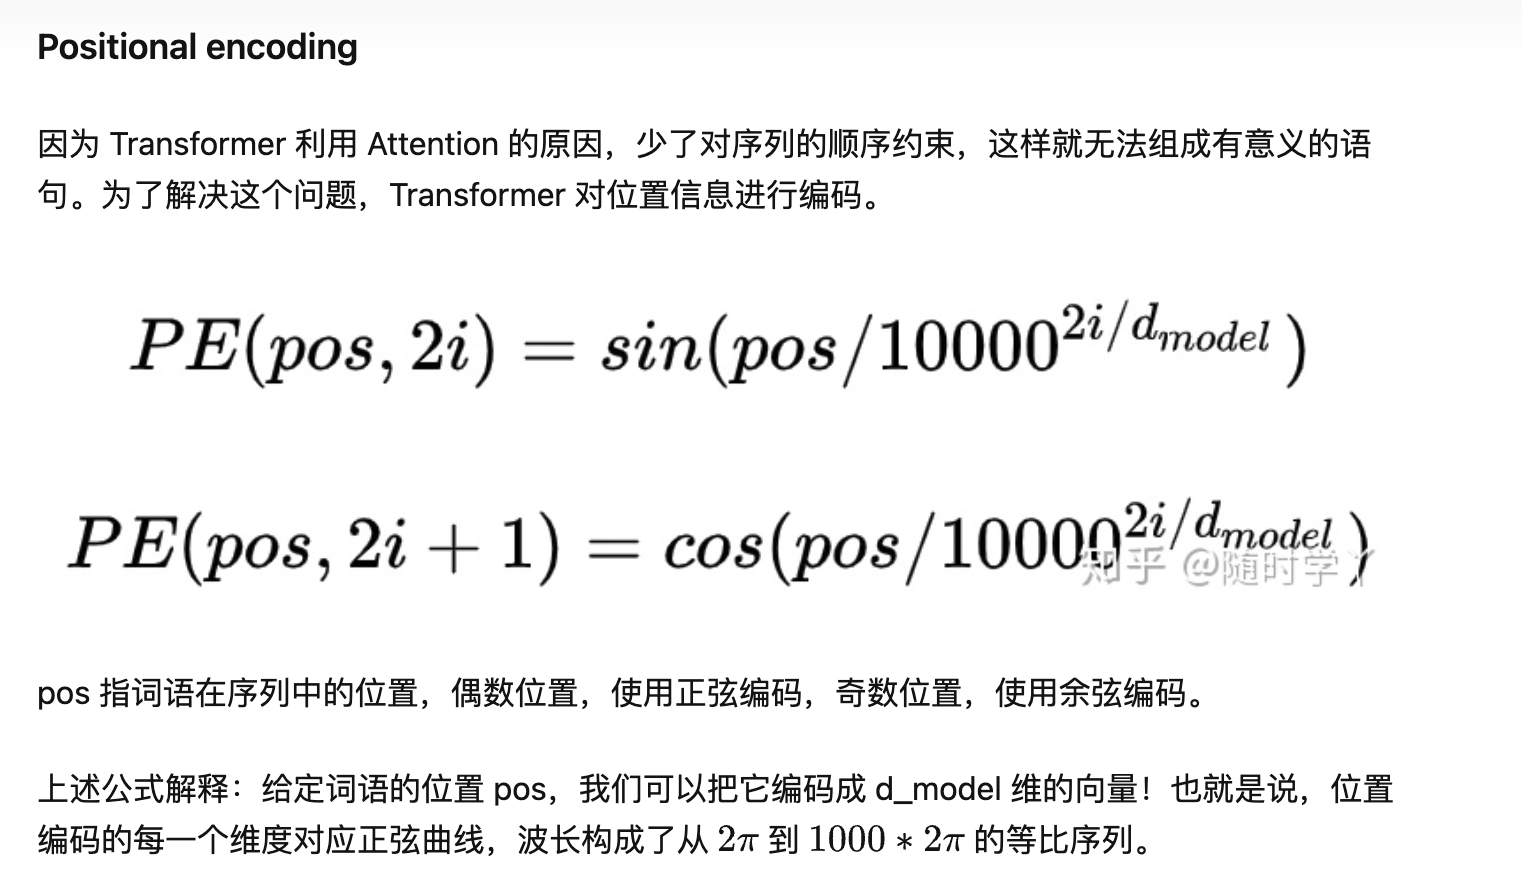 Positional encoding
因为 Transformer 利用 Attention 的原因，少了对序列的顺序约束，这样就无法组成有意义的语
句。为了解决这个问题，Transformer 对位置信息进行编码。
PE(pos, 2i) = sin(pos/10000^{2i/d_{model}})
PE(pos, 2i + 1) = cos(pos/10000^{2i/d_{model}})
知乎 @随时学丫
pos 指词语在序列中的位置，偶数位置，使用正弦编码，奇数位置，使用余弦编码。
上述公式解释：给定词语的位置 pos，我们可以把它编码成 d_model 维的向量！也就是说，位置
编码的每一个维度对应正弦曲线，波长构成了从 2π 到 1000 * 2π 的等比序列。